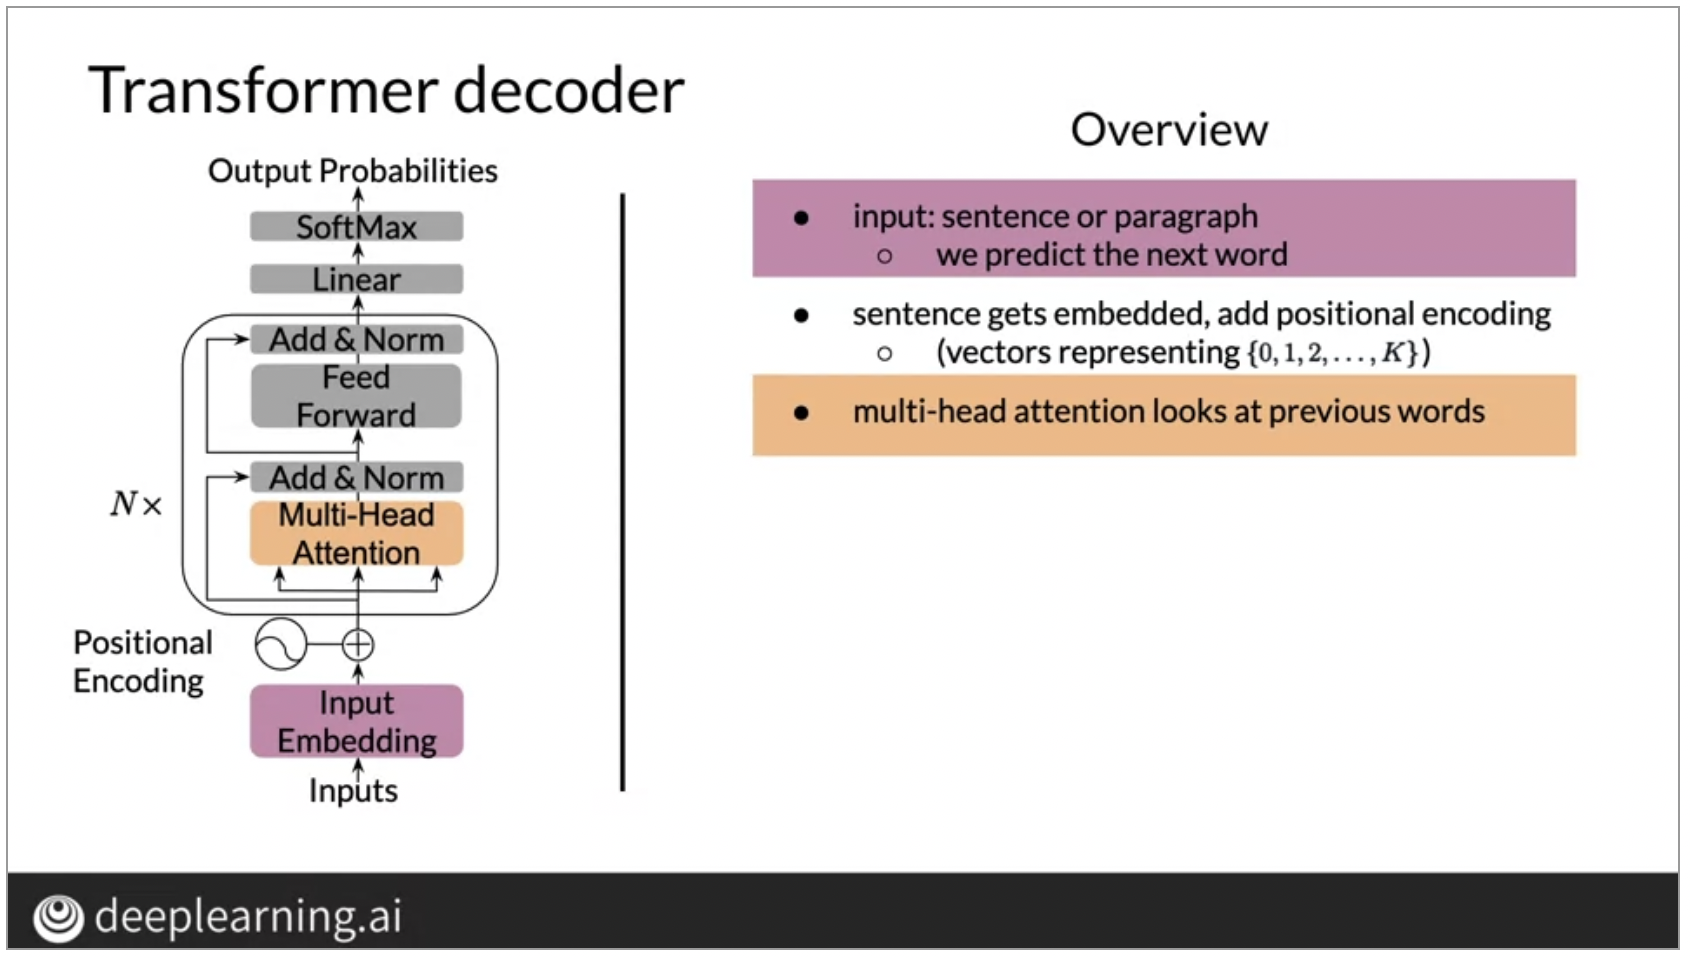 Transformer decoder
Output Probabilities
SoftMax
Linear
Add & Norm
Feed
Forward
Add & Norm
N×
Multi-Head
Attention
Positional
Encoding
Input
Embedding
Inputs
Overview
● input: sentence or paragraph
○ we predict the next word
● sentence gets embedded, add positional encoding
○ (vectors representing {0, 1, 2, . . . , K})
● multi-head attention looks at previous words
deeplearning.ai